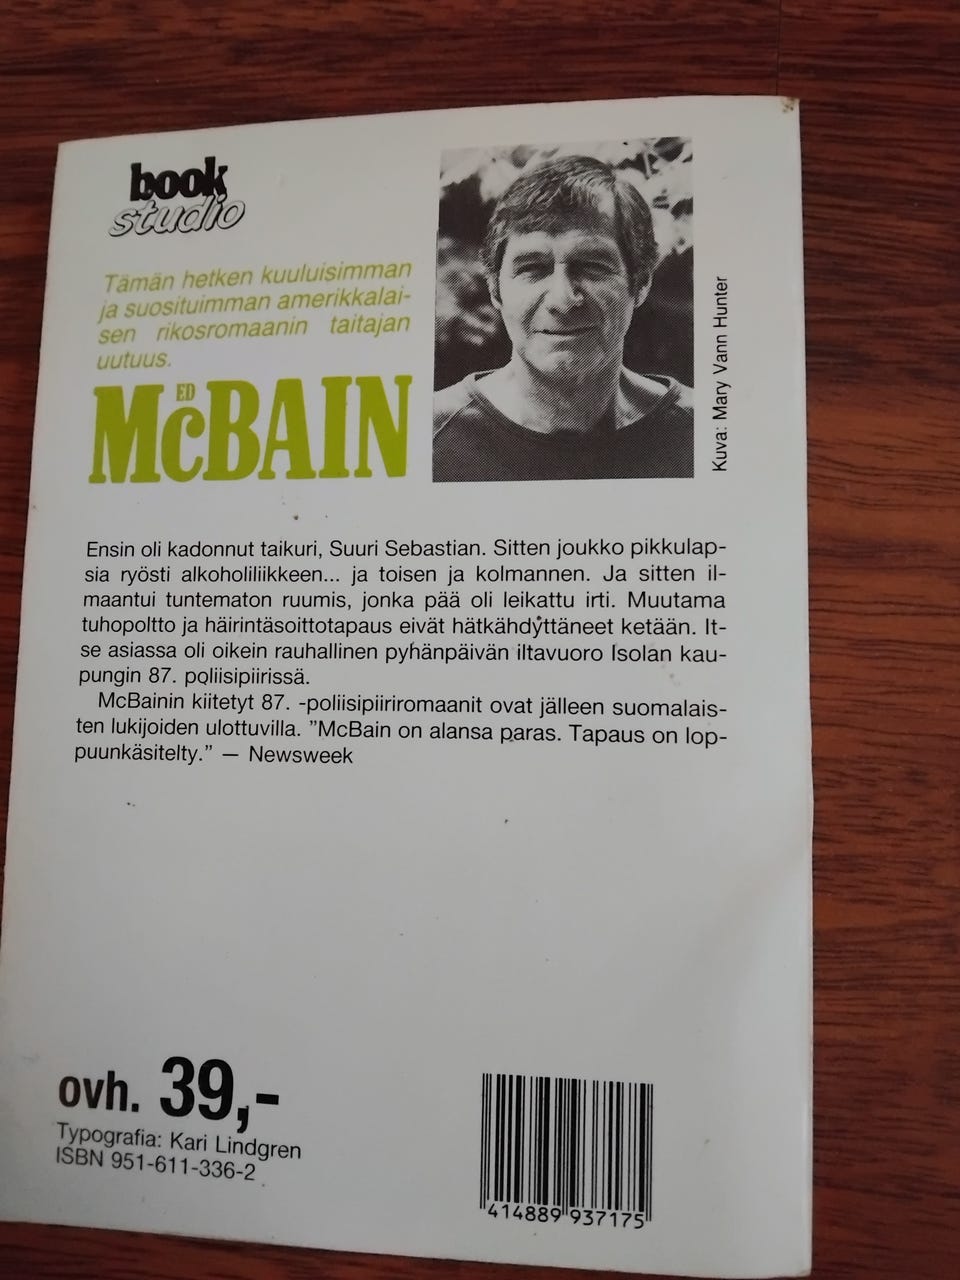 book
studio
Tämän hetken kuuluisimman
ja suosituimman amerikkalai-
sen rikosromaanin taitajan
uutuus.
ED
McBAIN
Kuva: Mary Vann Hunter
Ensin oli kadonnut taikuri, Suuri Sebastian. Sitten joukko pikkulap-
sia ryösti alkoholiliikkeen... ja toisen ja kolmannen. Ja sitten il-
maantui tuntematon ruumis, jonka pää oli leikattu irti. Muutama
tuhopoltto ja häirintäsoittotapaus eivät hätkähdyttäneet ketään. It-
se asiassa oli oikein rauhallinen pyhänpäivän iltavuoro Isolan kau-
pungin 87. poliisipiirissä.
McBainin kiitetyt 87. -poliisipiiriromaanit ovat jälleen suomalais-
ten lukijoiden ulottuvilla. "McBain on alansa paras. Tapaus on lop-
puunkäsitelty." — Newsweek
ovh. 39,-
Typografia: Kari Lindgren
ISBN 951-611-336-2
414889 937175